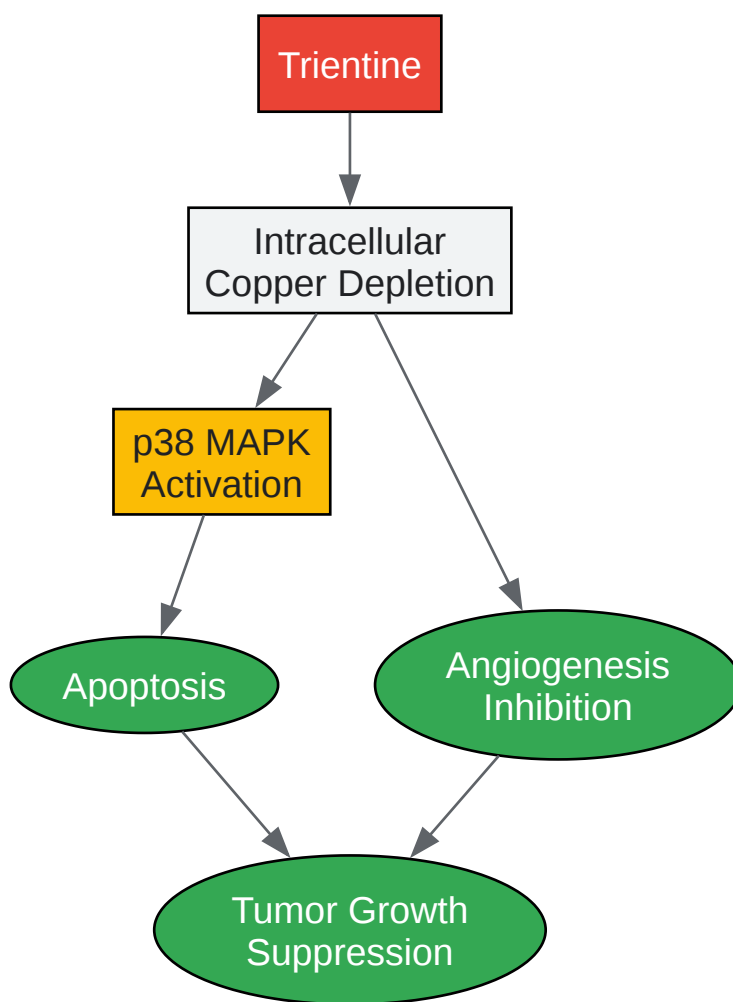 Trientine
Intracellular
Copper Depletion
p38 MAPK
Activation
Apoptosis
Angiogenesis
Inhibition
Tumor Growth
Suppression